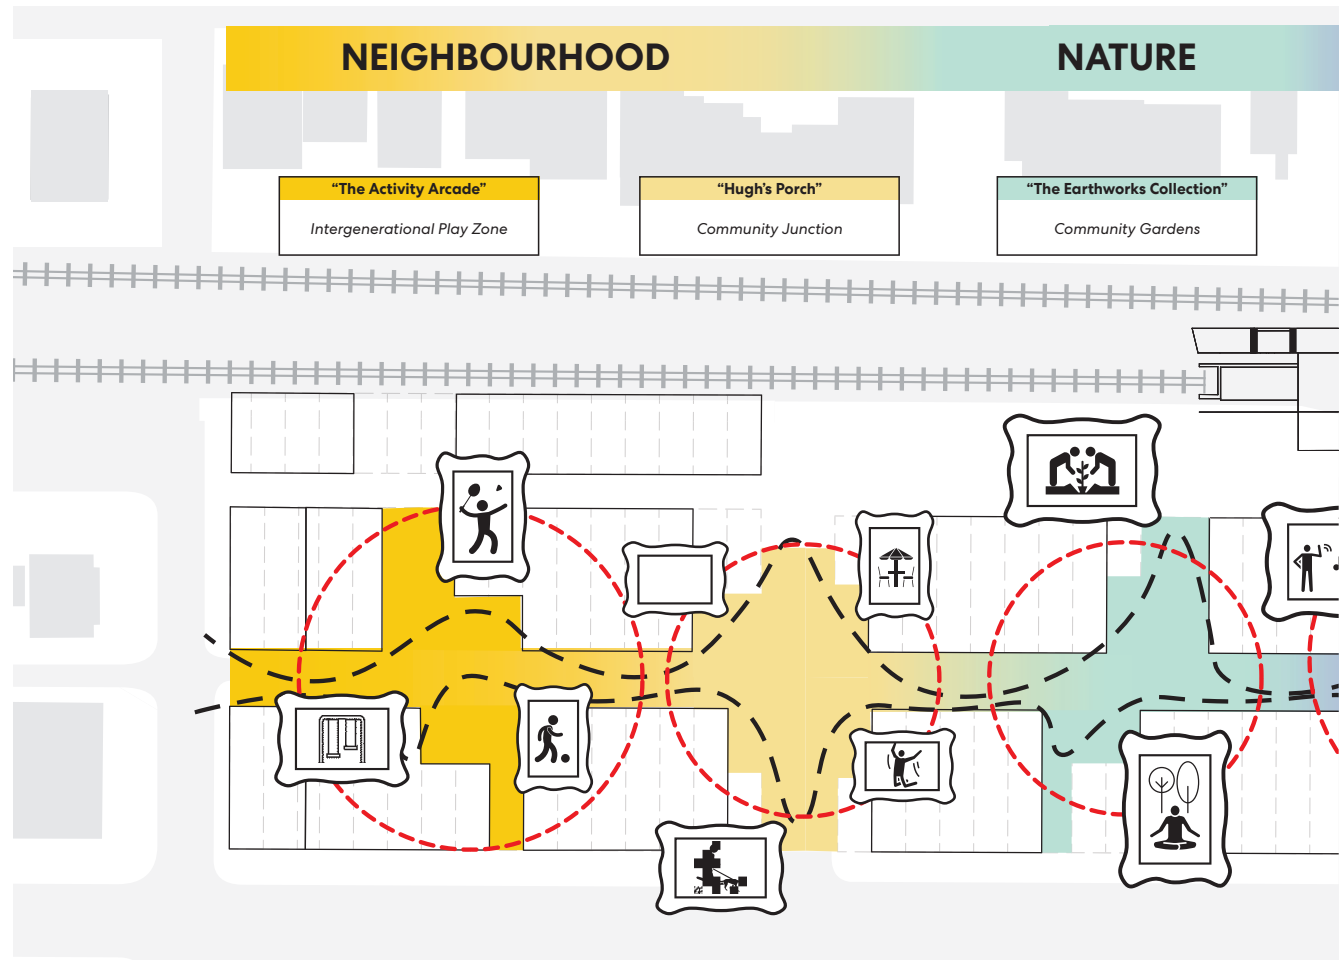 NEIGHBOURHOOD
NATURE
“The Activity Arcade”
Intergenerational Play Zone
“Hugh’s Porch”
Community Junction
“The Earthworks Collection”
Community Gardens